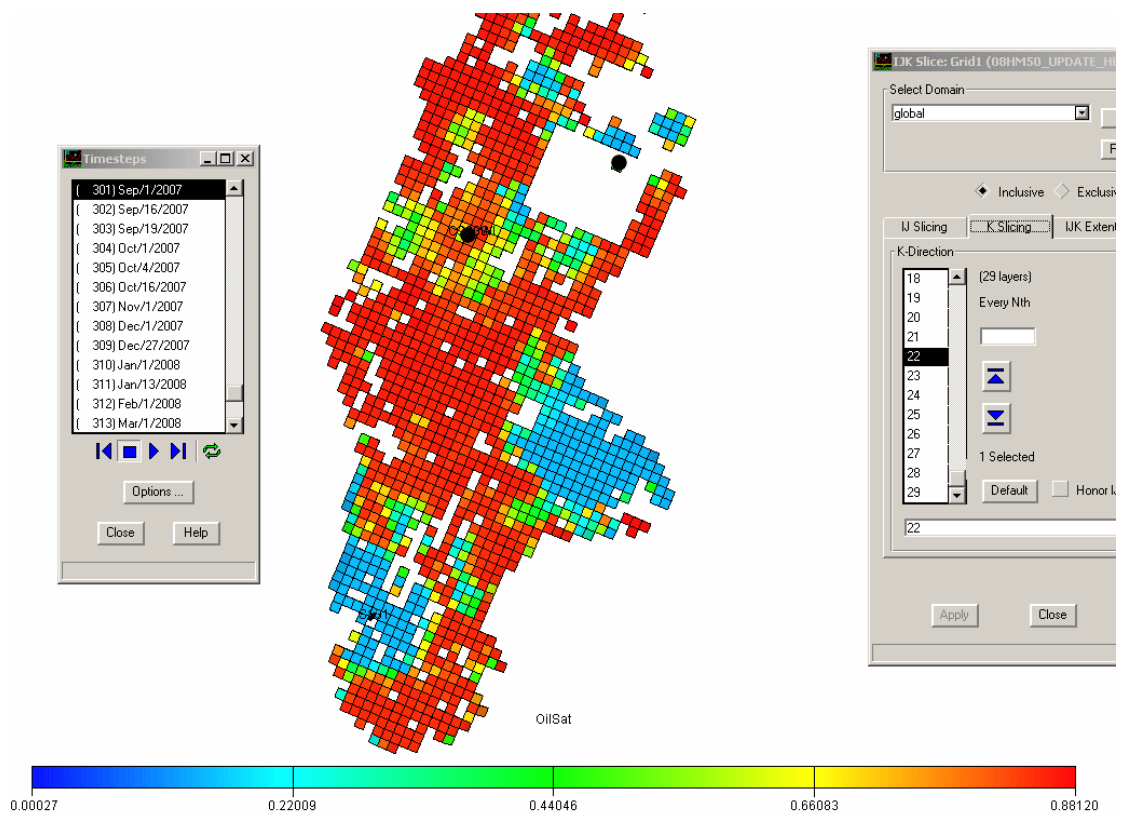 Timesteps
( 301) Sep/1/2007
( 302) Sep/16/2007
( 303) Sep/19/2007
( 304) Oct/1/2007
( 305) Oct/4/2007
( 306) Oct/16/2007
( 307) Nov/1/2007
( 308) Dec/1/2007
( 309) Dec/27/2007
( 310) Jan/1/2008
( 311) Jan/13/2008
( 312) Feb/1/2008
( 313) Mar/1/2008
Options ...
Close Help
IJK Slice: Grid1 (08HM50_UPDATE_HI
Select Domain
global
F
Inclusive Exclusiv
IJ Slicing K Slicing IJK Extent
K-Direction
18
19
20
21
22
23
24
25
26
27
28
29
(29 layers)
Every Nth
1 Selected
Default Honor
22
Apply Close
OilSat
0.00027 0.22009 0.44046 0.66083 0.88120